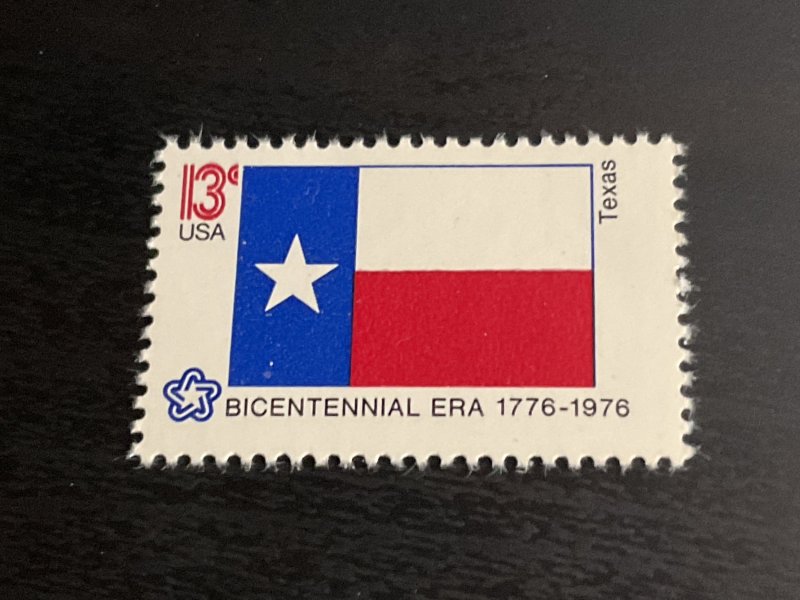 13¢
USA
Texas
BICENTENNIAL ERA 1776-1976